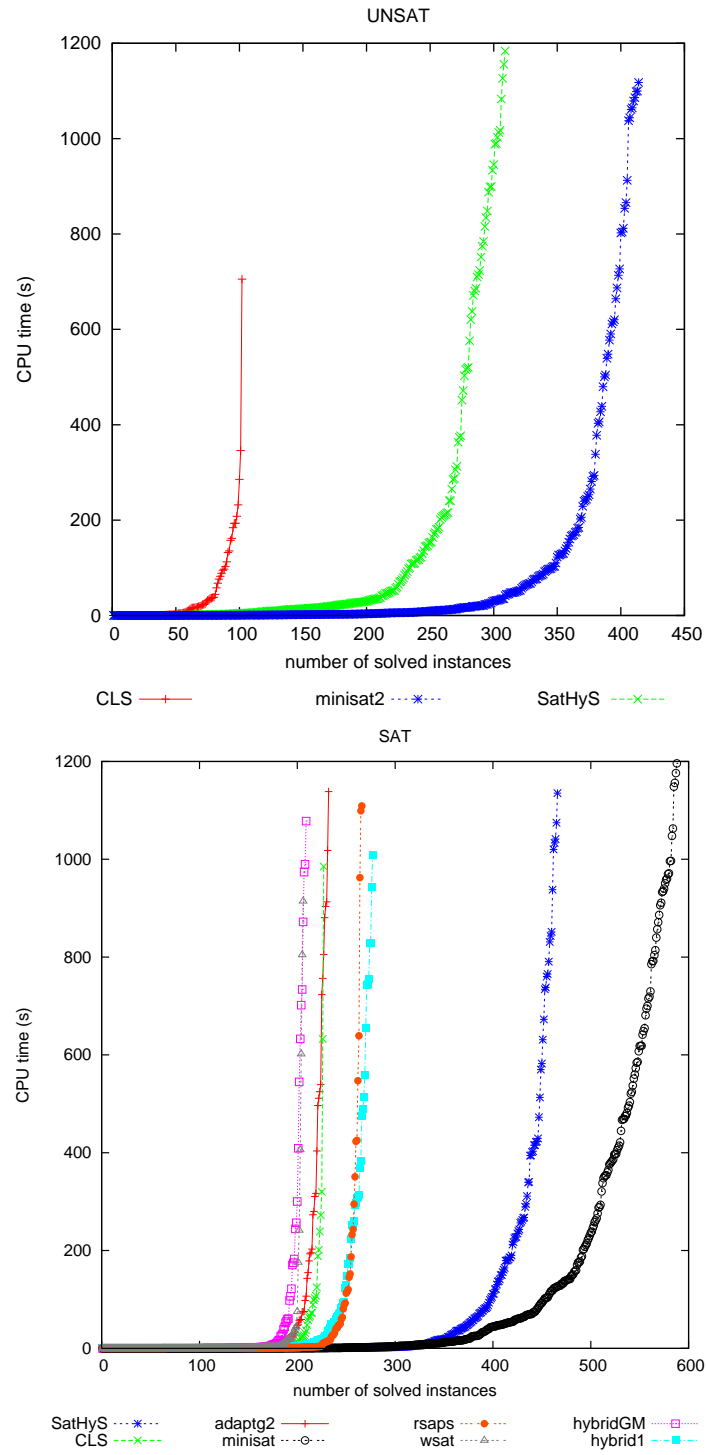 UNSAT
1200
1000
800
600
400
200
0
CPU time (s)
0 50 100 150 200 250 300 350 400 450
number of solved instances
CLS minisat2 SatHyS
SAT
1200
1000
800
600
400
200
0
CPU time (s)
0 100 200 300 400 500 600
number of solved instances
SatHyS adaptg2 rsaps hybridGM
CLS minisat wsat hybrid1